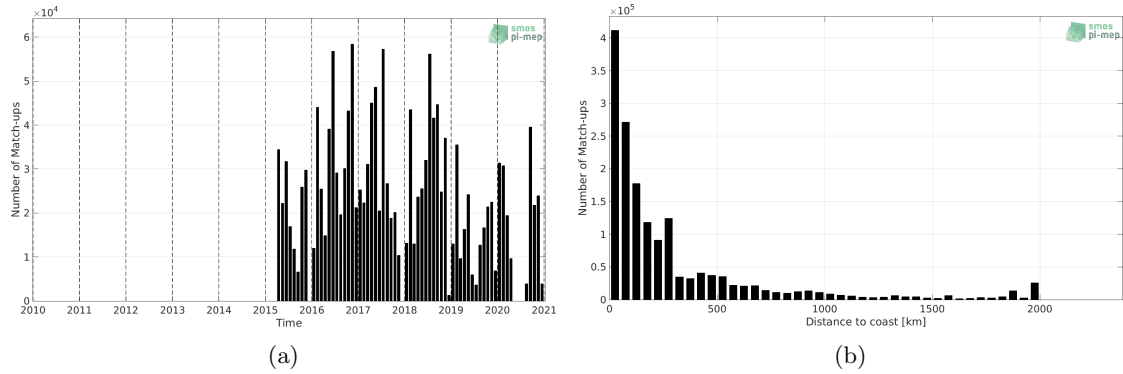 ×10⁴
smos
pi-mep
6
5
4
3
2
1
0
Number of Match-ups
2010 2011 2012 2013 2014 2015 2016 2017 2018 2019 2020 2021
Time
(a)
×10⁵
smos
pi-mep
4
3.5
3
2.5
2
1.5
1
0.5
0
Number of Match-ups
0 500 1000 1500 2000
Distance to coast [km]
(b)